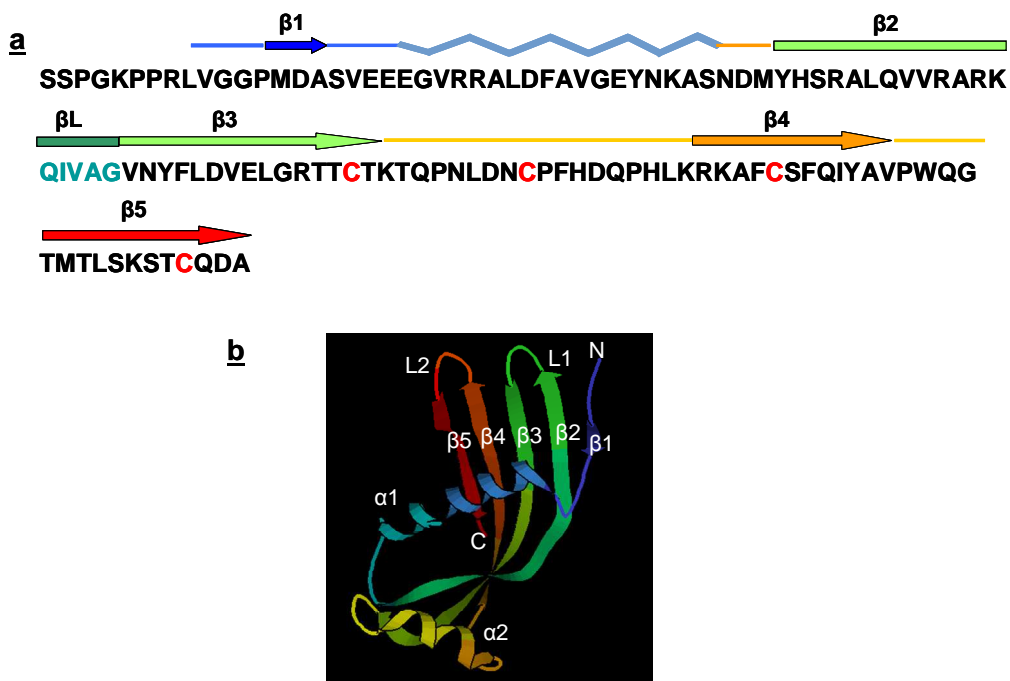 a
β1
β2
SSPGKPPRLVGGPMDASVEEEGVRRALDFAVGEYNKASNDMYHSRALQVVRARK
βL
β3
β4
QIVAGVNYFLDVELGRTTCTKTQPNLDNCPFHDQPHLKRKAFCSFQIYAVPWQG
β5
TMTLSKSTCQDA
b
L2
L1
N
β5
β4
β3
β2
β1
α1
C
α2